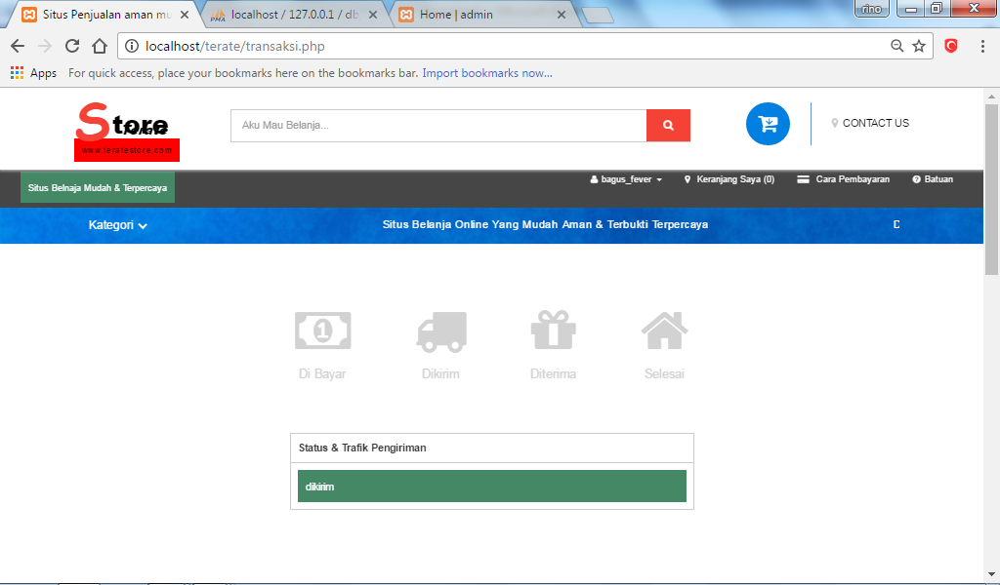 Situs Penjualan aman mu
localhost / 127.0.0.1 / db
Home | admin
rino
localhost/terate/transaksi.php
Apps
For quick access, place your bookmarks here on the bookmarks bar. Import bookmarks now...
Store
Terate
www.teratestore.com
Aku Mau Belanja...
CONTACT US
Situs Belnaja Mudah & Terpercaya
bagus_fever
Keranjang Saya (0)
Cara Pembayaran
Batuan
Kategori
Situs Belanja Online Yang Mudah Aman & Terbukti Terpercaya
D
1
Di Bayar
Dikirim
Diterima
Selesai
Status & Trafik Pengiriman
dikirim